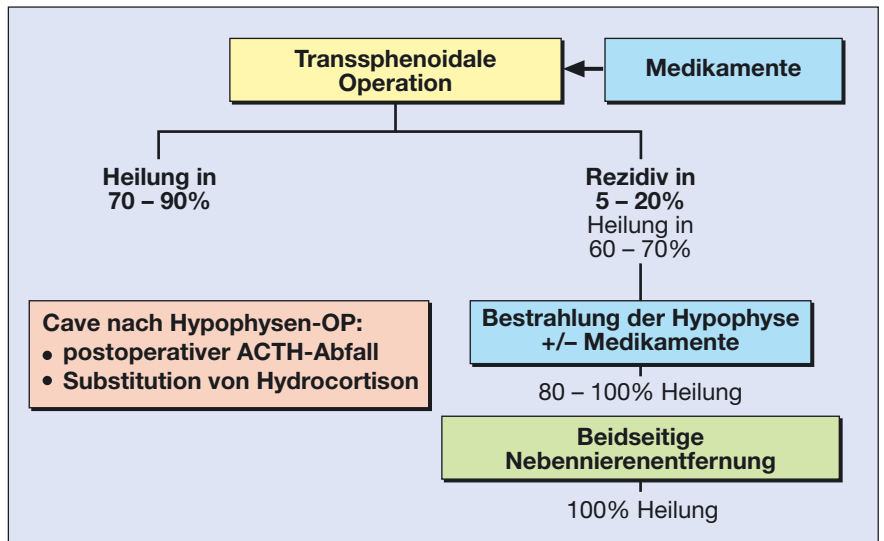 Transsphenoidale
Operation
Medikamente
Heilung in
70 – 90%
Rezidiv in
5 – 20%
Heilung in
60 – 70%
Cave nach Hypophysen-OP:
• postoperativer ACTH-Abfall
• Substitution von Hydrocortison
Bestrahlung der Hypophyse
+/– Medikamente
80 – 100% Heilung
Beidseitige
Nebennierenentfernung
100% Heilung